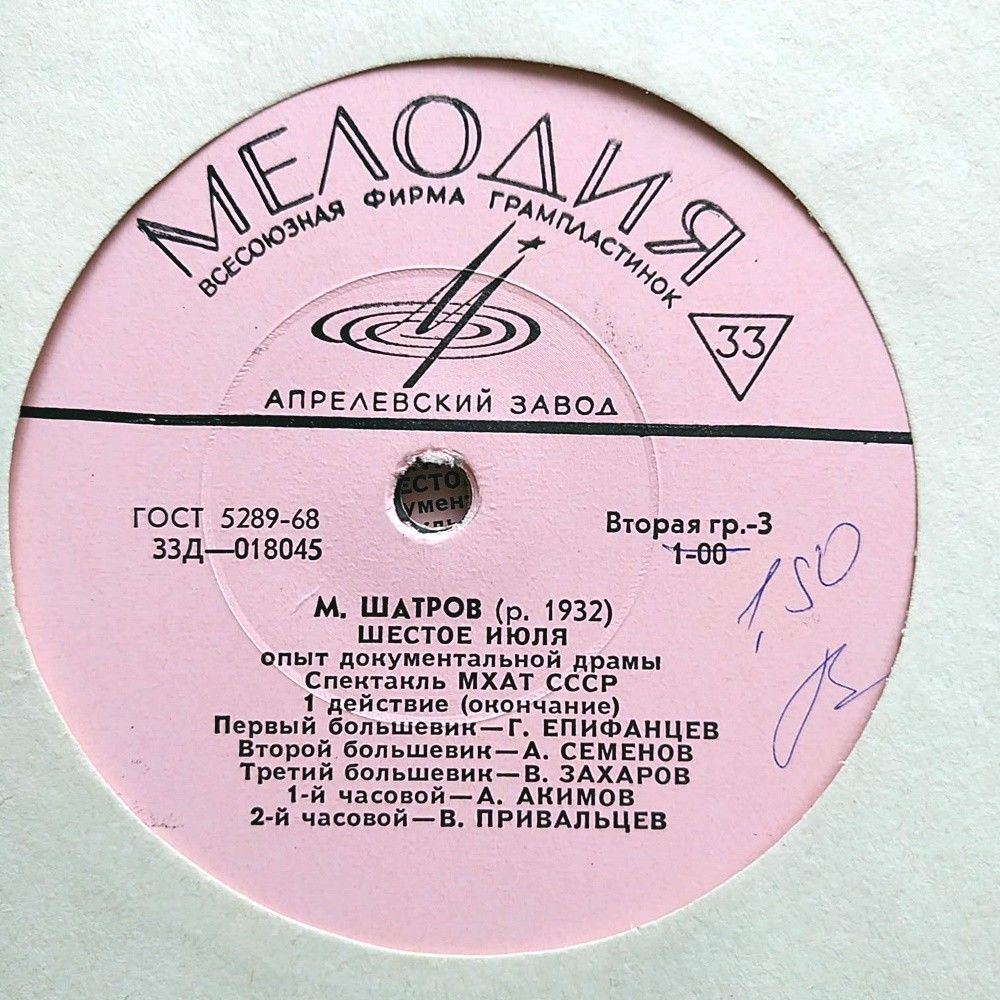 МЕЛОДИЯ
ВСЕСОЮЗНАЯ ФИРМА ГРАМПЛАСТИНОК
33
АПРЕЛЕВСКИЙ ЗАВОД
ГОСТ 5289-68
33Д—018045
Вторая гр.-3
1-00
1,50
М. ШАТРОВ (р. 1932)
ШЕСТОЕ ИЮЛЯ
опыт документальной драмы
Спектакль МХАТ СССР
1 действие (окончание)
Первый большевик—Г. ЕПИФАНЦЕВ
Второй большевик—А. СЕМЕНОВ
Третий большевик—В. ЗАХАРОВ
1-й часовой—А. АКИМОВ
2-й часовой—В. ПРИВАЛЬЦЕВ